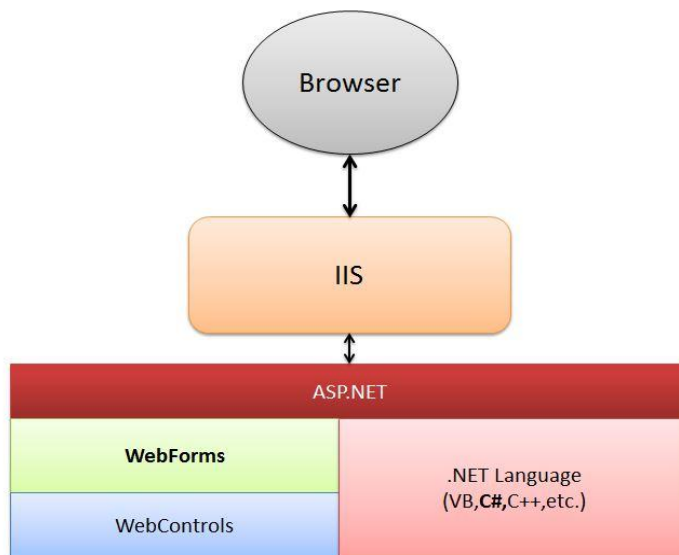 Browser
IIS
ASP.NET
WebForms
WebControls
.NET Language
(VB,C#,C++,etc.)